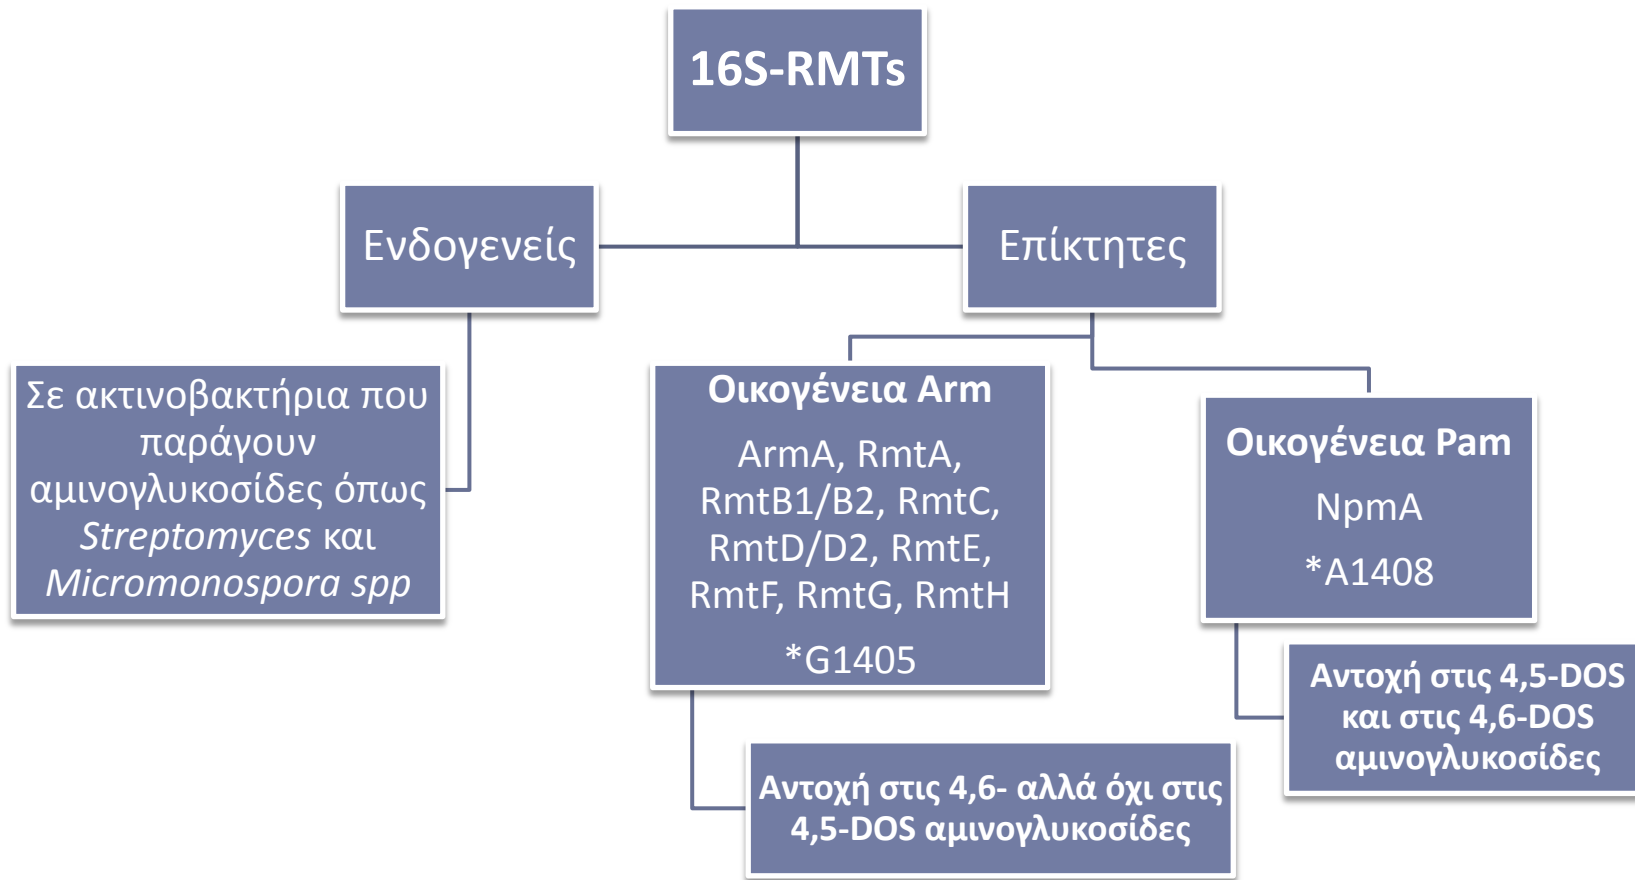 16S-RMTs
Ενδογενείς
Επίκτητες
Σε ακτινοβακτήρια που
παράγουν
αμινογλυκοσίδες όπως
Streptomyces και
Micromonospora spp
Οικογένεια Arm
ArmA, RmtA,
RmtB1/B2, RmtC,
RmtD/D2, RmtE,
RmtF, RmtG, RmtH
*G1405
Αντοχή στις 4,6- αλλά όχι στις
4,5-DOS αμινογλυκοσίδες
Οικογένεια Pam
NpmA
*A1408
Αντοχή στις 4,5-DOS
και στις 4,6-DOS
αμινογλυκοσίδες